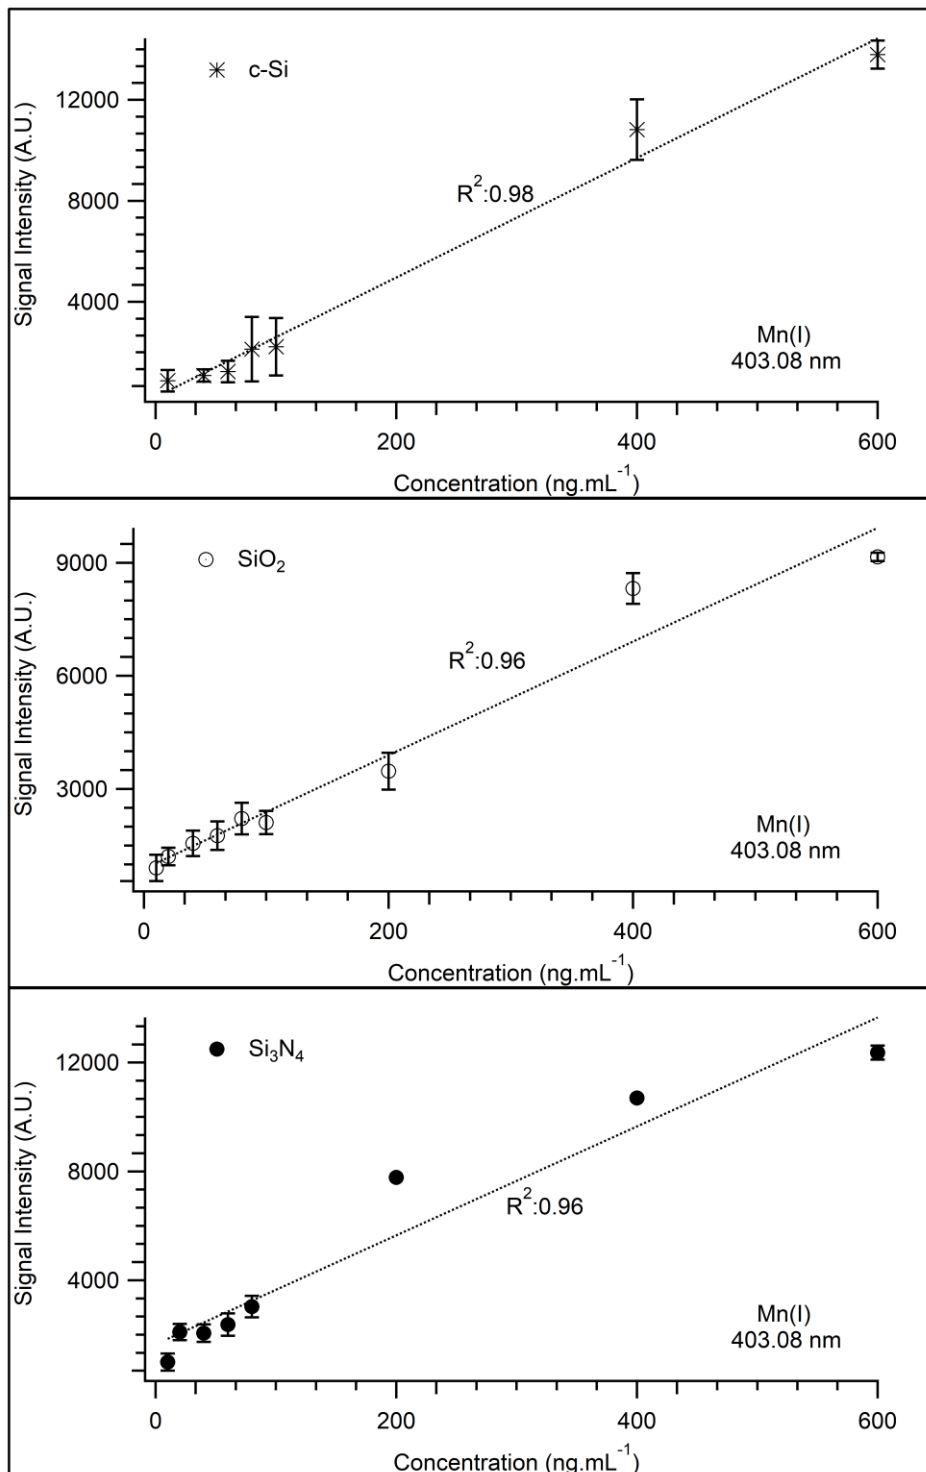 c-Si
12000
8000
4000
Signal Intensity (A.U.)
R²:0.98
Mn(I)
403.08 nm
0 200 400 600
Concentration (ng.mL⁻¹)
SiO₂
9000
6000
3000
Signal Intensity (A.U.)
R²:0.96
Mn(I)
403.08 nm
0 200 400 600
Concentration (ng.mL⁻¹)
Si₃N₄
12000
8000
4000
Signal Intensity (A.U.)
R²:0.96
Mn(I)
403.08 nm
0 200 400 600
Concentration (ng.mL⁻¹)